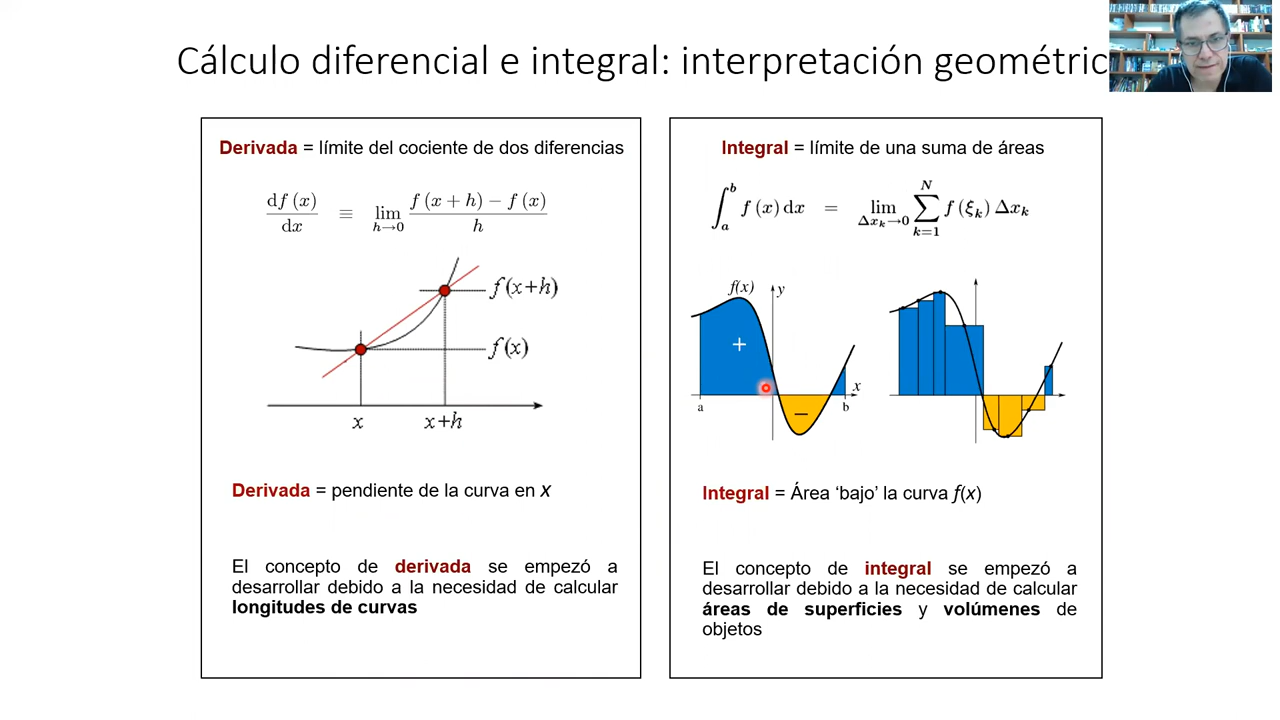 Cálculo diferencial e integral: interpretación geométric
Derivada = límite del cociente de dos diferencias
df (x)/dx ≡ lim h→0 f (x + h) − f (x)/h
f(x+h)
f(x)
x x+h
Derivada = pendiente de la curva en x
El concepto de derivada se empezó a
desarrollar debido a la necesidad de calcular
longitudes de curvas
Integral = límite de una suma de áreas
∫_a^b f (x) dx = lim Δx_k→0 ∑_{k=1}^N f (ξ_k) Δx_k
f(x) y
+
x
a − b
Integral = Área ‘bajo’ la curva f(x)
El concepto de integral se empezó a
desarrollar debido a la necesidad de calcular
áreas de superficies y volúmenes de
objetos